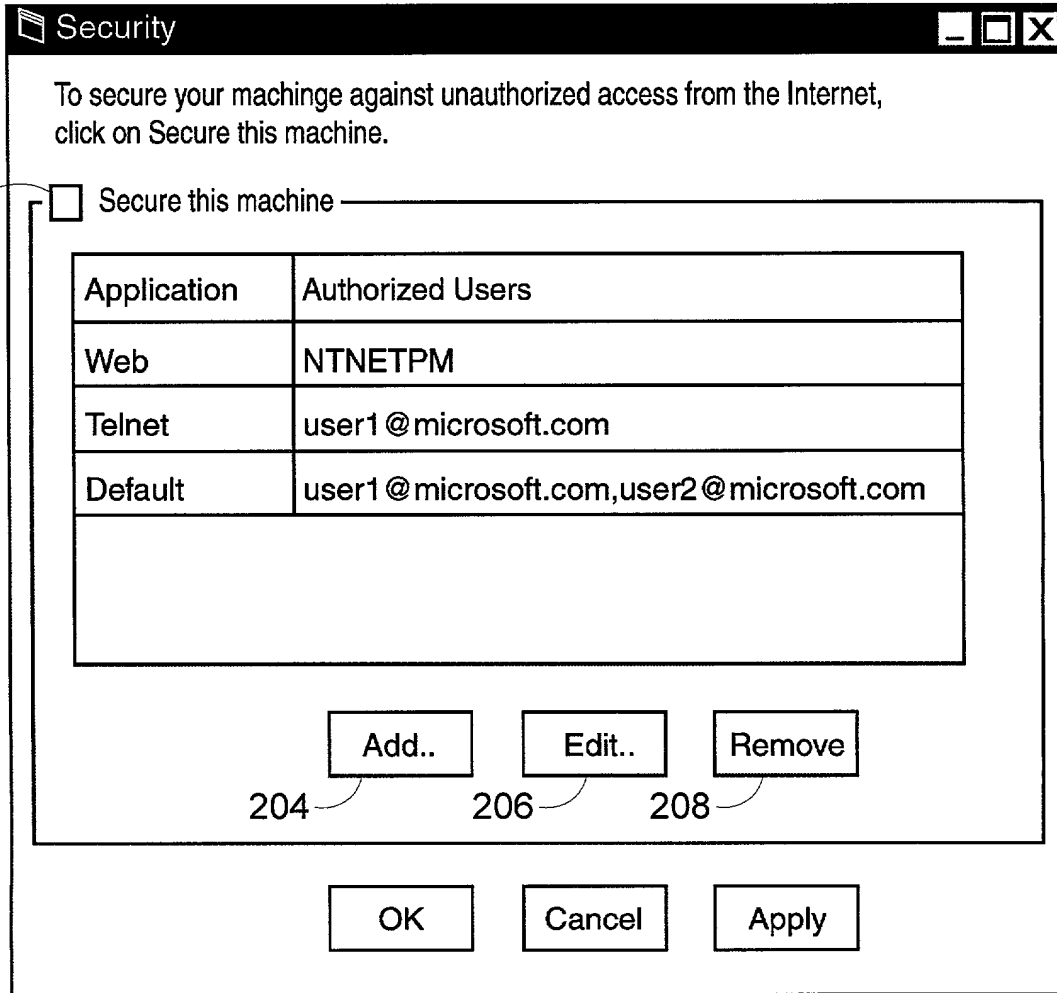 Security
To secure your machinge against unauthorized access from the Internet,
click on Secure this machine.
Secure this machine
Application Authorized Users
Web NTNETPM
Telnet user1@microsoft.com
Default user1@microsoft.com,user2@microsoft.com
Add.. Edit.. Remove
204 206 208
OK Cancel Apply